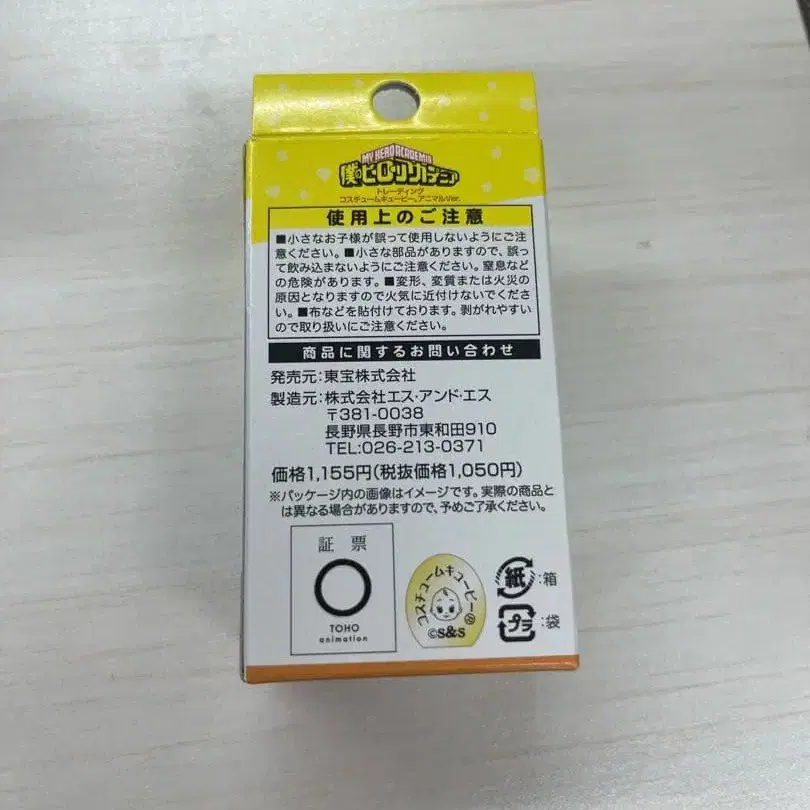 MY HERO ACADEMIA
僕のヒーローアカデミア
トレーディング
コスチュームキューピー®アニマルVer.
使用上のご注意
■小さなお子様が誤って使用しないようにご注
意ください。■小さな部品がありますので、誤っ
て飲み込まないようにご注意ください。窒息など
の危険があります。■変形、変質または火災の
原因となりますので火気に近付けないでくださ
い。■布などを貼付けております。剥がれやすい
ので取り扱いにご注意ください。
商品に関するお問い合わせ
発売元:東宝株式会社
製造元:株式会社エス・アンド・エス
〒381-0038
長野県長野市東和田910
TEL:026-213-0371
価格1,155円(税抜価格1,050円)
※パッケージ内の画像はイメージです。実際の商品と
は異なる場合がありますので、予めご了承ください。
証 票
TOHO
animation
コスチュームキューピー®
©S&S
紙:箱
プラ:袋